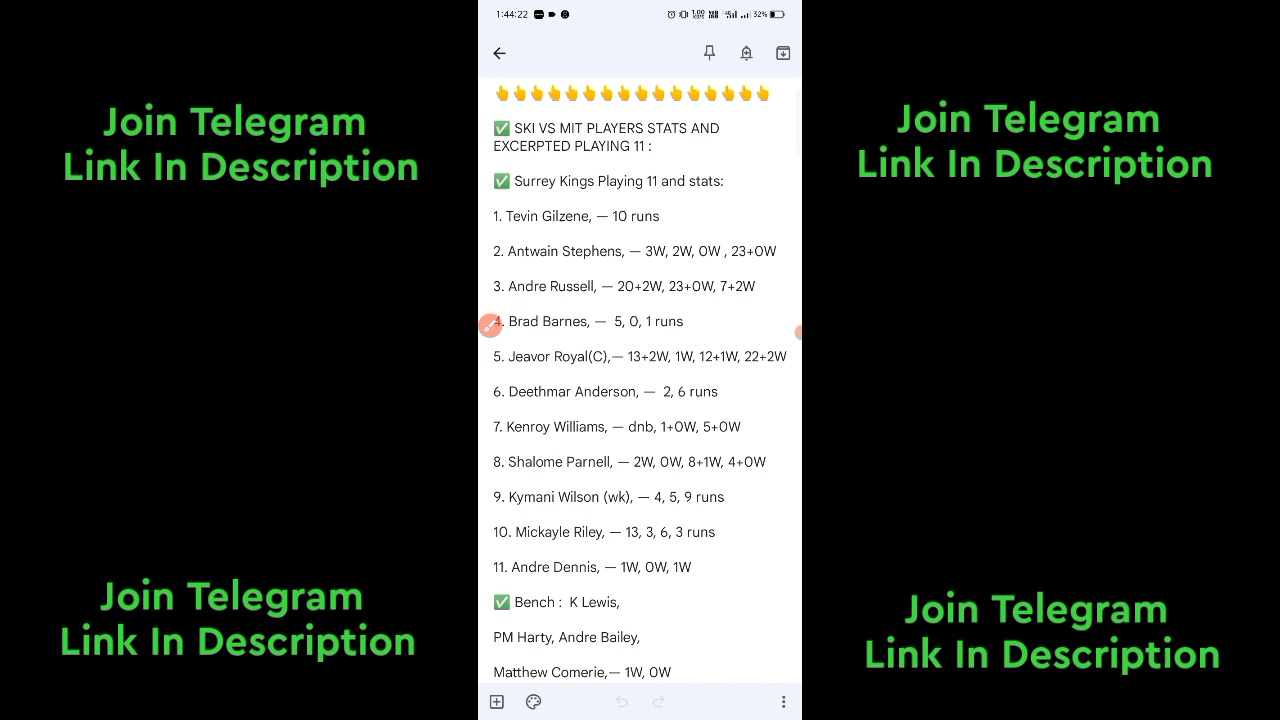 1:44:22
32%
Join Telegram
Link In Description
Join Telegram
Link In Description
👆👆👆👆👆👆👆👆👆👆👆👆👆👆👆👆
✅ SKI VS MIT PLAYERS STATS AND
EXCERPTED PLAYING 11 :
✅ Surrey Kings Playing 11 and stats:
1. Tevin Gilzene, — 10 runs
2. Antwain Stephens, — 3W, 2W, 0W , 23+0W
3. Andre Russell, — 20+2W, 23+0W, 7+2W
4. Brad Barnes, — 5, 0, 1 runs
5. Jeavor Royal(C),— 13+2W, 1W, 12+1W, 22+2W
6. Deethmar Anderson, — 2, 6 runs
7. Kenroy Williams, — dnb, 1+0W, 5+0W
8. Shalome Parnell, — 2W, 0W, 8+1W, 4+0W
9. Kymani Wilson (wk), — 4, 5, 9 runs
10. Mickayle Riley, — 13, 3, 6, 3 runs
11. Andre Dennis, — 1W, 0W, 1W
✅ Bench : K Lewis,
PM Harty, Andre Bailey,
Matthew Comerie,— 1W, 0W
Join Telegram
Link In Description
Join Telegram
Link In Description